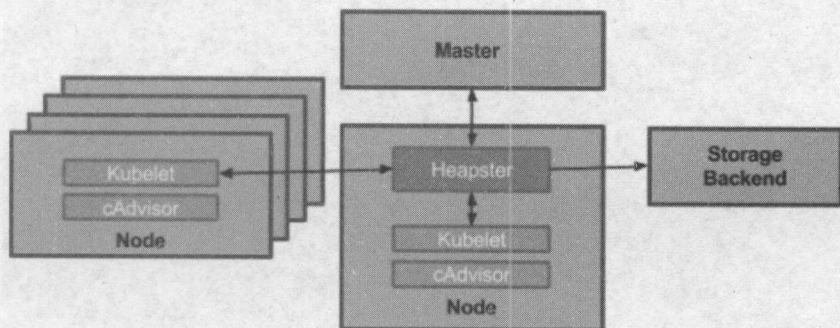 Master
Kubelet
cAdvisor
Node
Heapster
Kubelet
cAdvisor
Node
Storage
Backend